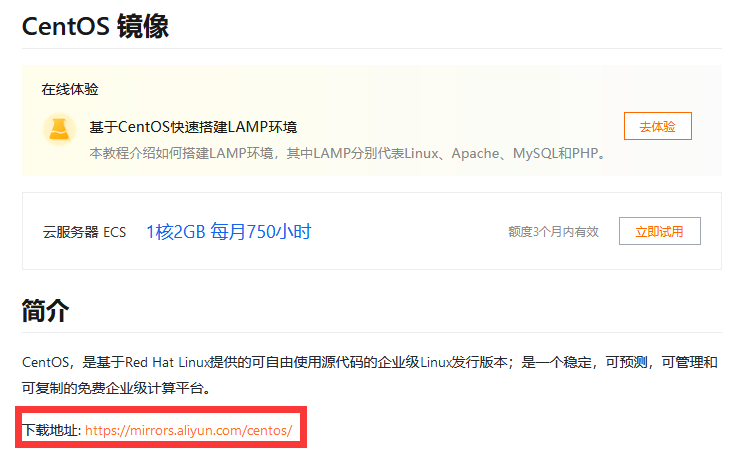 CentOS 镜像
在线体验
基于CentOS快速搭建LAMP环境
去体验
本教程介绍如何搭建LAMP环境，其中LAMP分别代表Linux、Apache、MySQL和PHP。
云服务器 ECS 1核2GB 每月750小时 额度3个月内有效 立即试用
简介
CentOS，是基于Red Hat Linux提供的可自由使用源代码的企业级Linux发行版本；是一个稳定，可预测，可管理和
可复制的免费企业级计算平台。
下载地址: https://mirrors.aliyun.com/centos/